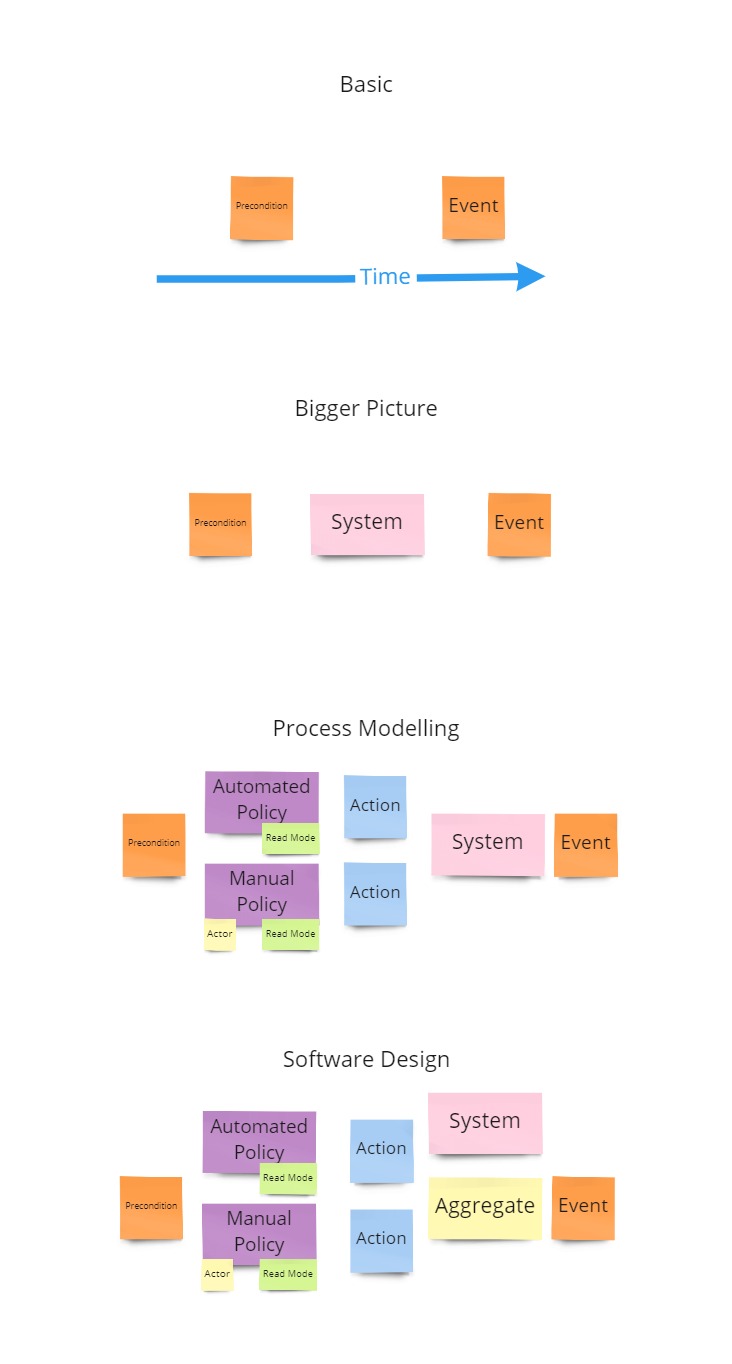 Basic
Precondition
Event
Time
Bigger Picture
Precondition
System
Event
Process Modelling
Precondition
Automated
Policy
Read Mode
Manual
Policy
Actor
Read Mode
Action
Action
System
Event
Software Design
Precondition
Automated
Policy
Read Mode
Manual
Policy
Actor
Read Mode
Action
Action
System
Aggregate
Event